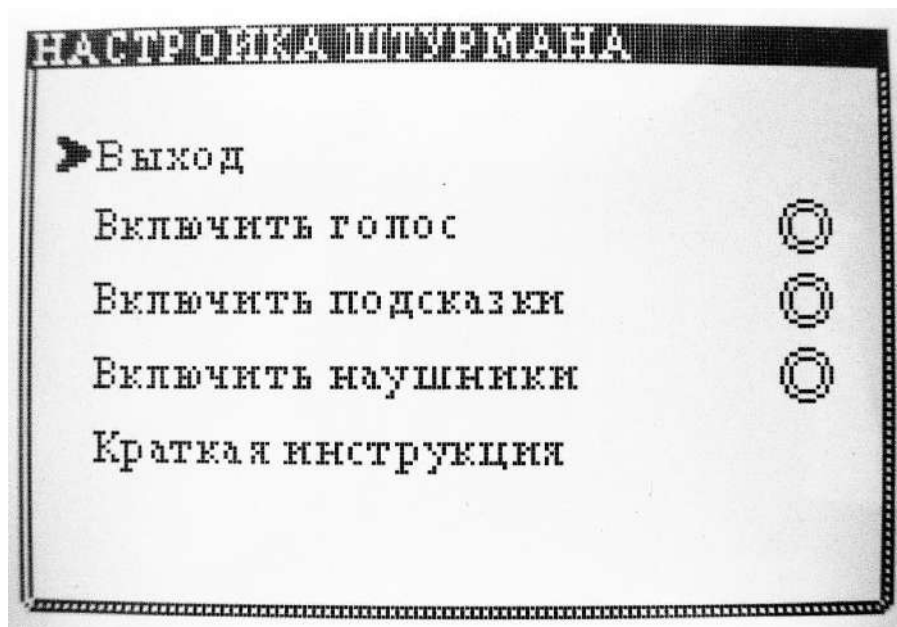 НАСТРОЙКА ШТУРМАНА
Выход
Включить голос
Включить подсказки
Включить наушники
Краткая инструкция